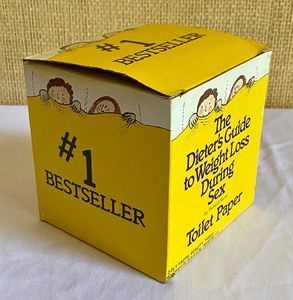 #1
BESTSELLER
#1
BESTSELLER
The
Dieter's Guide
to Weight Loss
During
Sex
Toilet Paper